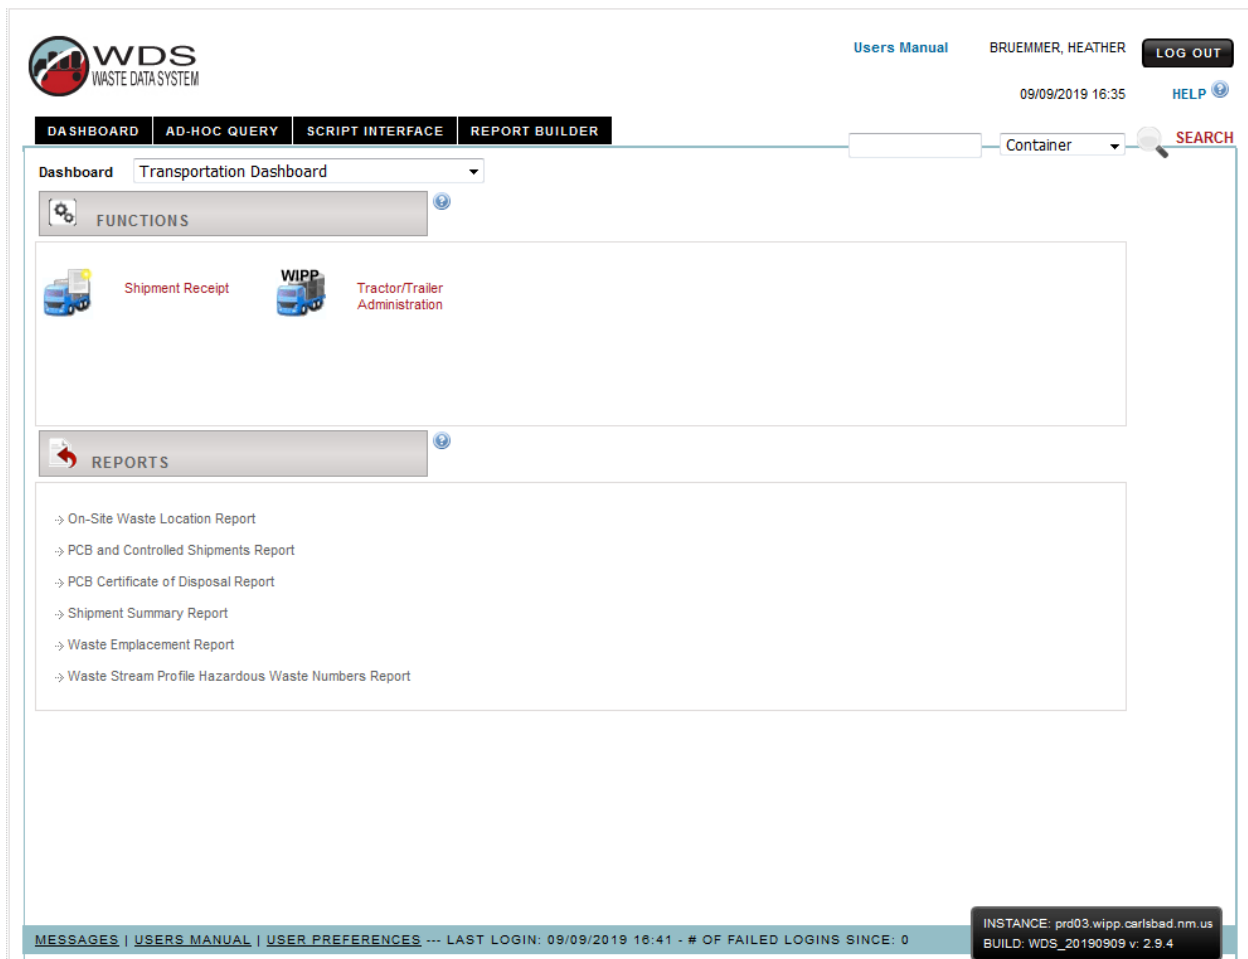 WDS
WASTE DATA SYSTEM
Users Manual
BRUEMMER, HEATHER
LOG OUT
09/09/2019 16:35
HELP
DASHBOARD
AD-HOC QUERY
SCRIPT INTERFACE
REPORT BUILDER
Container
SEARCH
Dashboard
Transportation Dashboard
FUNCTIONS
Shipment Receipt
WIPP
Tractor/Trailer
Administration
REPORTS
On-Site Waste Location Report
PCB and Controlled Shipments Report
PCB Certificate of Disposal Report
Shipment Summary Report
Waste Emplacement Report
Waste Stream Profile Hazardous Waste Numbers Report
MESSAGES | USERS MANUAL | USER PREFERENCES --- LAST LOGIN: 09/09/2019 16:41 - # OF FAILED LOGINS SINCE: 0
INSTANCE: prd03.wipp.carlsbad.nm.us
BUILD: WDS_20190909 v: 2.9.4